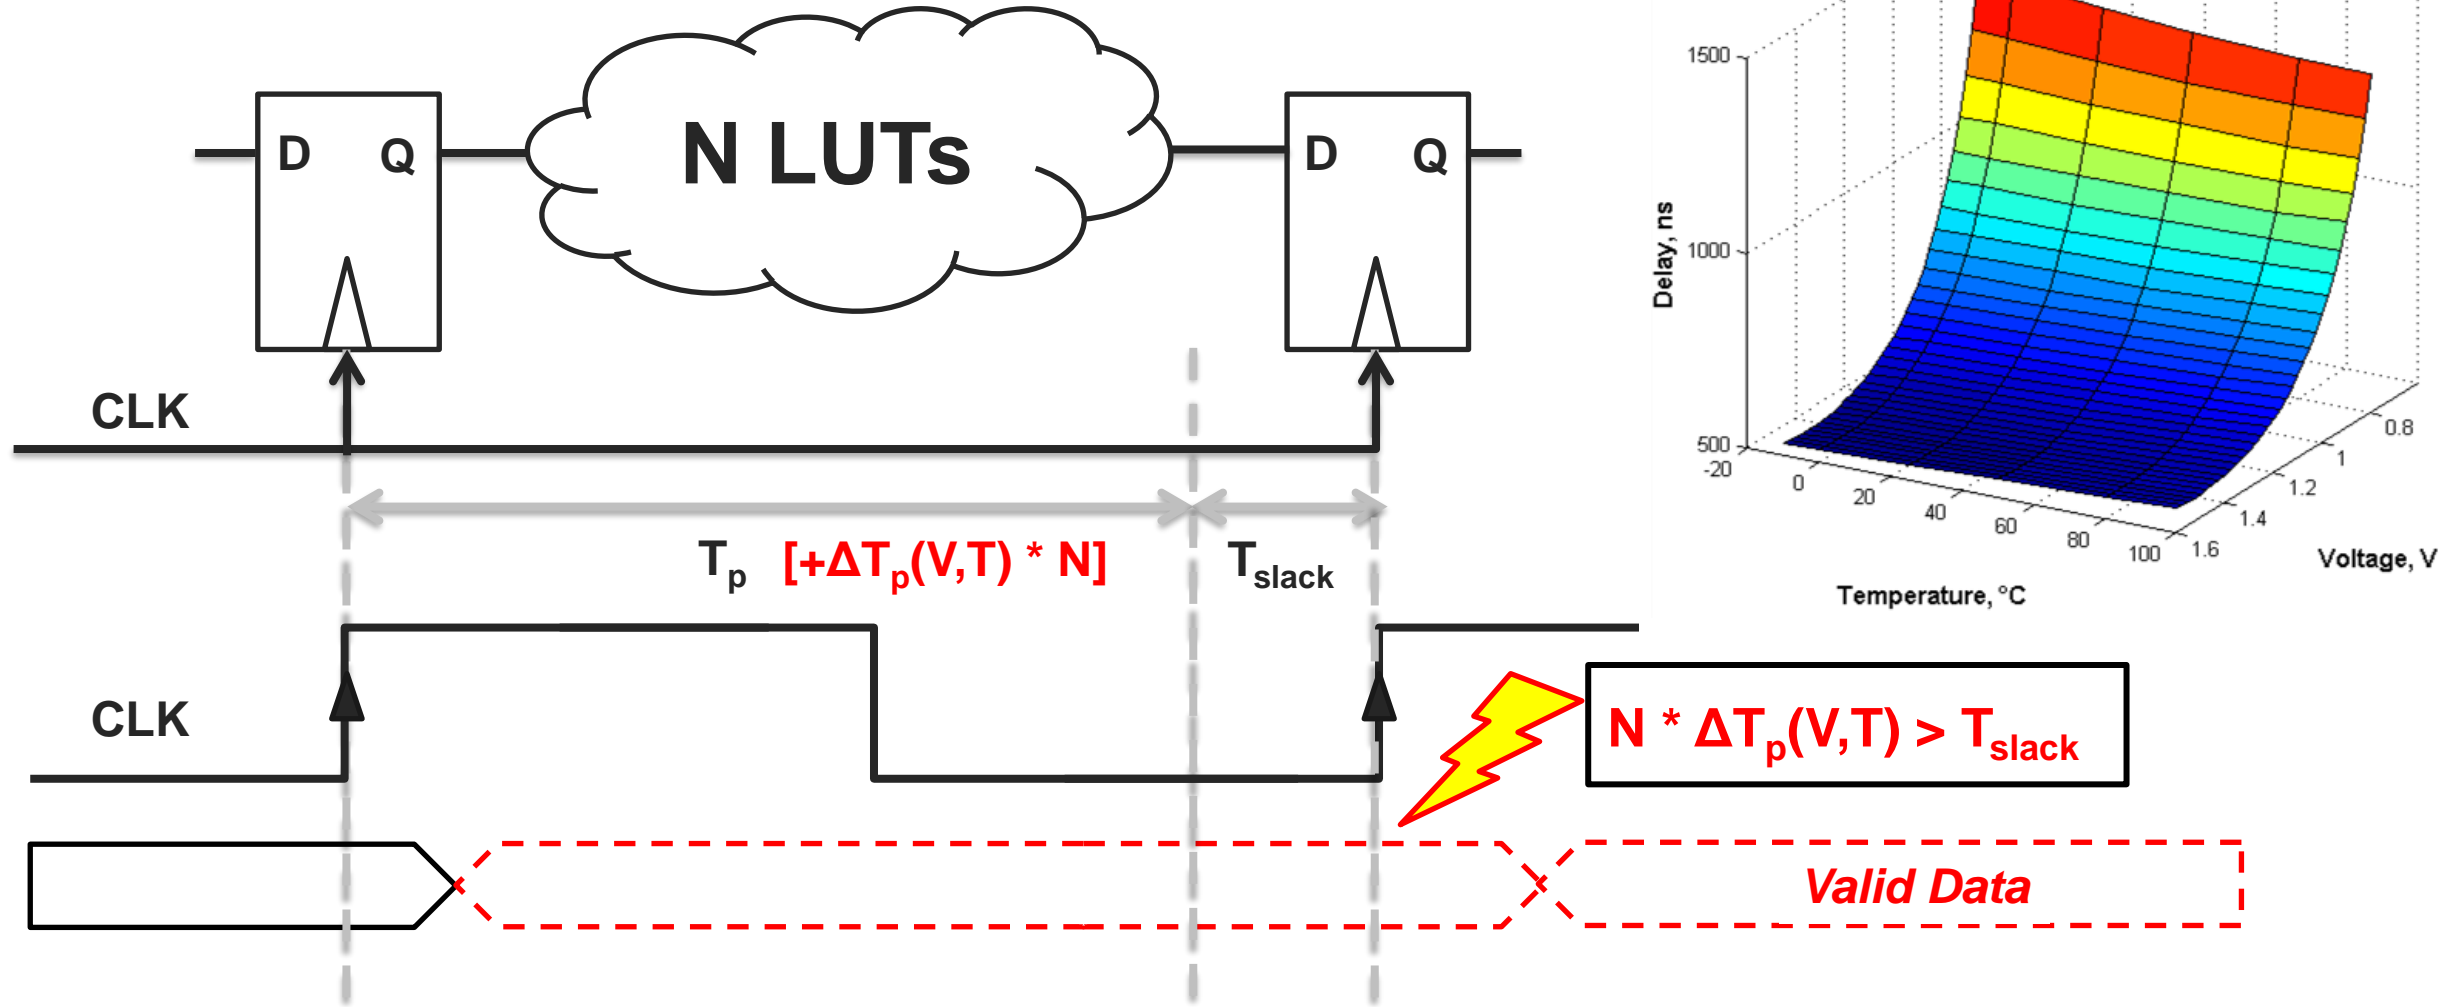 D Q
N LUTs
D Q
CLK
Tp [+ΔTp(V,T) * N]
Tslack
CLK
N * ΔTp(V,T) > Tslack
Valid Data
1500
1000
500
Delay, ns
-20
0
20
40
60
80
100
Temperature, °C
0.8
1
1.2
1.4
1.6
Voltage, V